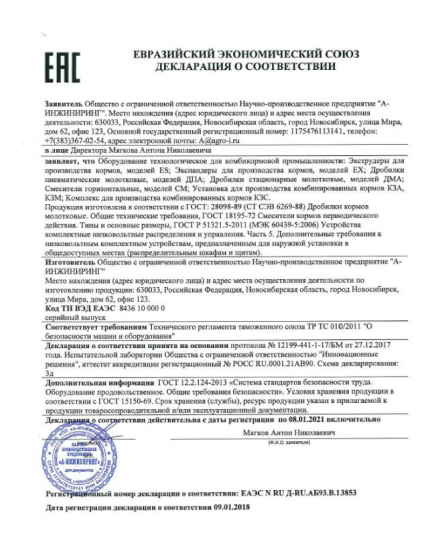 ЕАС
ЕВРАЗИЙСКИЙ ЭКОНОМИЧЕСКИЙ СОЮЗ
ДЕКЛАРАЦИЯ О СООТВЕТСТВИИ
Заявитель Общество с ограниченной ответственностью Научно-производственное предприятие "А-
ИНЖИНИРИНГ". Место нахождения (адрес юридического лица) и адрес места осуществления
деятельности: 630033, Российская Федерация, Новосибирская область, город Новосибирск, улица Мира,
дом 62, офис 123, Основной государственный регистрационный номер: 1175476113141, телефон:
+7(383)367-02-54, адрес электронной почты: A@agro-i.ru
в лице Директора Мягкова Антона Николаевича
заявляет, что Оборудование технологическое для комбикормовой промышленности: Экструдеры для
производства кормов, моделей ES; Экспандеры для производства кормов, моделей EX; Дробилки
пневматические молотковые, моделей ДПА; Дробилки стационарные молотковые, моделей ДМА;
Смесители горизонтальные, моделей СМ; Установка для производства комбинированных кормов КЗА,
КЗМ; Комплекс для производства комбинированных кормов КЗС.
Продукция изготовлена в соответствии с ГОСТ: 28098-89 (СТ СЭВ 6269-88) Дробилки кормов
молотковые. Общие технические требования, ГОСТ 18195-72 Смесители кормов периодического
действия. Типы и основные размеры, ГОСТ Р 51321.5-2011 (МЭК 60439-5:2006) Устройства
комплектные низковольтные распределения и управления. Часть 5. Дополнительные требования к
низковольтным комплектным устройствам, предназначенным для наружной установки в
общедоступных местах (распределительным шкафам и щитам).
Изготовитель Общество с ограниченной ответственностью Научно-производственное предприятие "А-
ИНЖИНИРИНГ"
Место нахождения (адрес юридического лица) и адрес места осуществления деятельности по
изготовлению продукции: 630033, Российская Федерация, Новосибирская область, город Новосибирск,
улица Мира, дом 62, офис 123.
Код ТН ВЭД ЕАЭС 8436 10 000 0
серийный выпуск
Соответствует требованиям Технического регламента таможенного союза ТР ТС 010/2011 "О
безопасности машин и оборудования"
Декларация о соответствии принята на основании протокола № 12199-441-1-17/БМ от 27.12.2017
года. Испытательной лаборатории Общества с ограниченной ответственностью "Инновационные
решения", аттестат аккредитации регистрационный № РОСС RU.0001.21АВ90. Схема декларирования:
3д
Дополнительная информация ГОСТ 12.2.124-2013 «Система стандартов безопасности труда.
Оборудование продовольственное. Общие требования безопасности». Условия хранения продукции в
соответствии с ГОСТ 15150-69. Срок хранения (службы), ресурс продукции указан в прилагаемой к
продукции товаросопроводительной и/или эксплуатационной документации.
Декларация о соответствии действительна с даты регистрации по 08.01.2021 включительно
Мягков Антон Николаевич
(Ф.И.О. заявителя)
"А-ИНЖИНИРИНГ"
Для документов
Регистрационный номер декларации о соответствии: ЕАЭС N RU Д-RU.АБ93.В.13853
Дата регистрации декларации о соответствии 09.01.2018